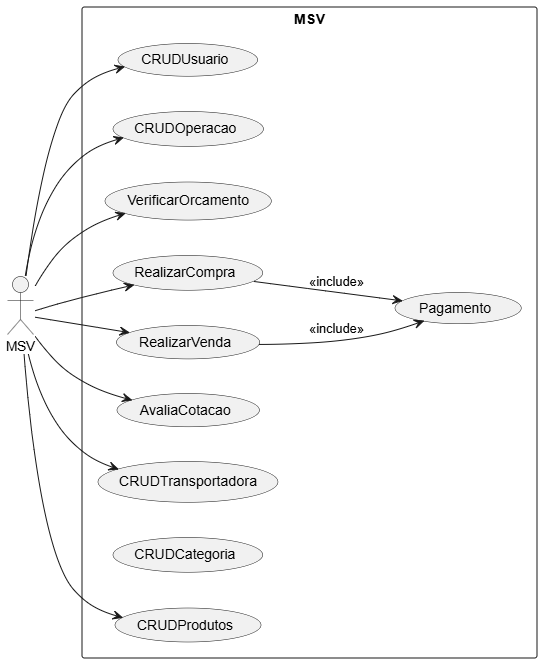 MSV
CRUDUsuario
CRUDOperacao
VerificarOrcamento
RealizarCompra
«include»
Pagamento
«include»
RealizarVenda
MSV
AvaliaCotacao
CRUDTransportadora
CRUDCategoria
CRUDProdutos